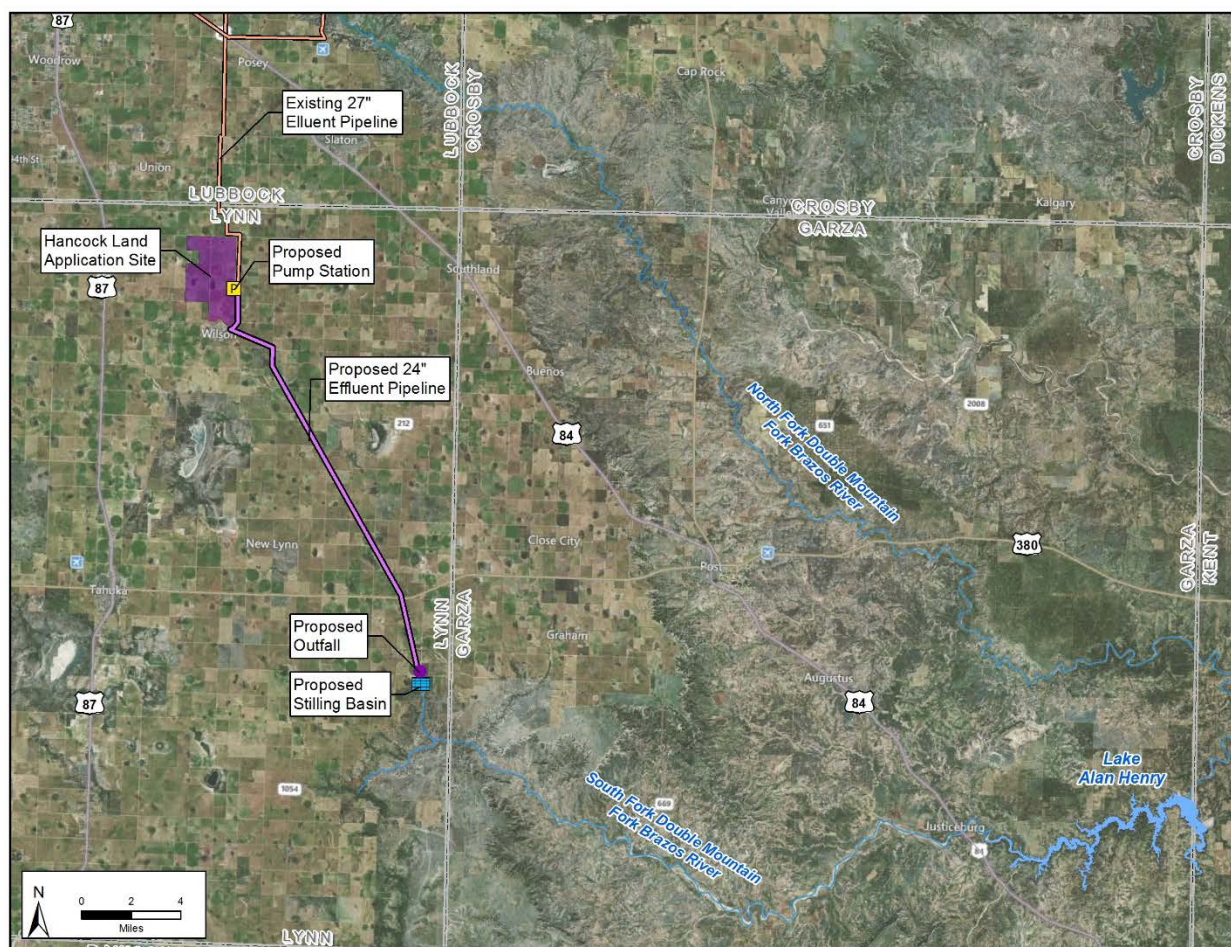 87
Woodrow
Posey
Cap Rock
LUBBOCK
CROSBY
CROSBY
DICKENS
Existing 27"
Elluent Pipeline
Slaton
Union
LUBBOCK
LYNN
CROSBY
GARZA
Kalgary
Hancock Land
Application Site
Proposed
Pump Station
Southland
87
Wilson
Buenos
Proposed 24"
Effluent Pipeline
North Fork Double Mountain
Fork Brazos River
2008
651
212
84
New Lynn
Close City
380
Post
GARZA
KENT
Tahoka
LYNN
GARZA
Graham
Proposed
Outfall
Proposed
Stilling Basin
Augustus
84
87
Lake
Alan Henry
1054
669
South Fork Double Mountain
Fork Brazos River
Justiceburg
84
N
0 2 4
Miles
LYNN